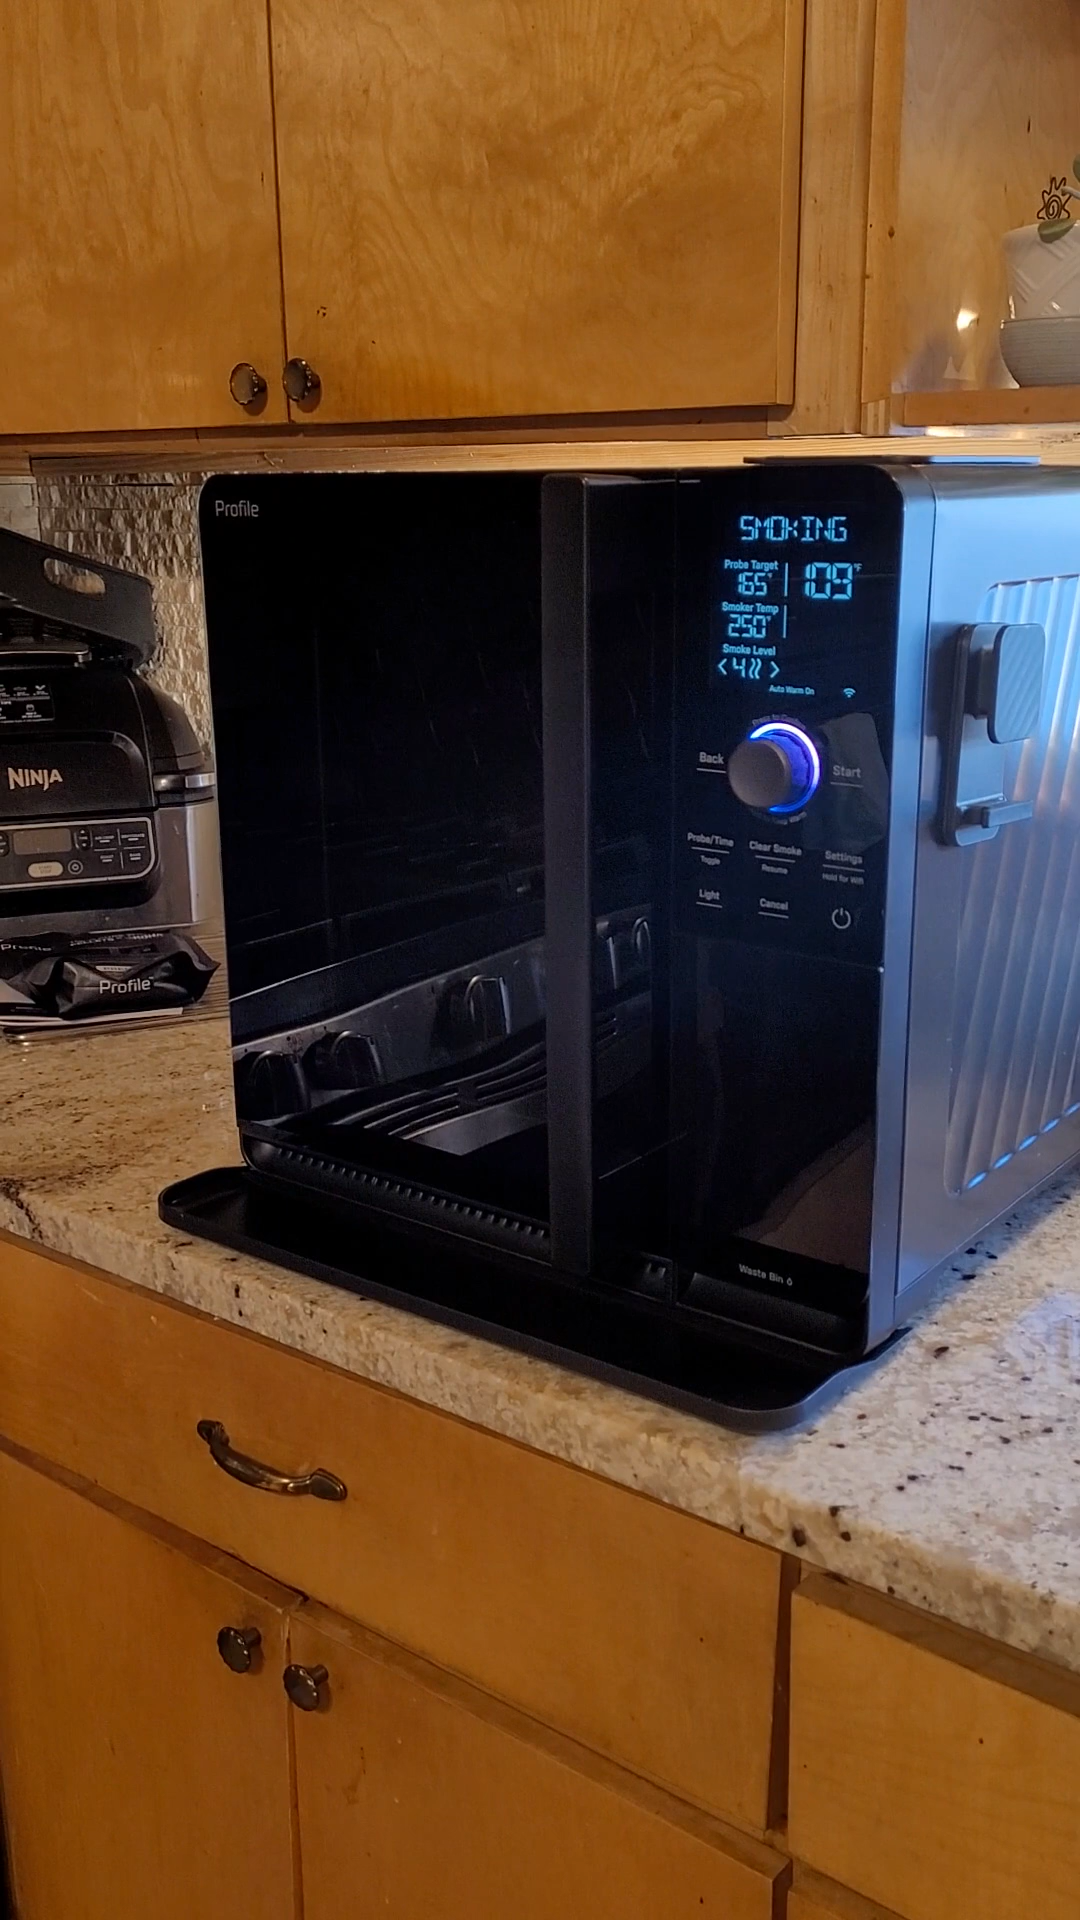 Profile
SMOKING
Probe Target
165°
109°F
Smoker Temp
250°
Smoke Level
< 4 >
Auto Warm On
Back
Start
Probe/Time
Toggle
Clear Smoke
Resume
Settings
Hold for Wifi
Light
Cancel
Waste Bin
NINJA
Profile
Profile